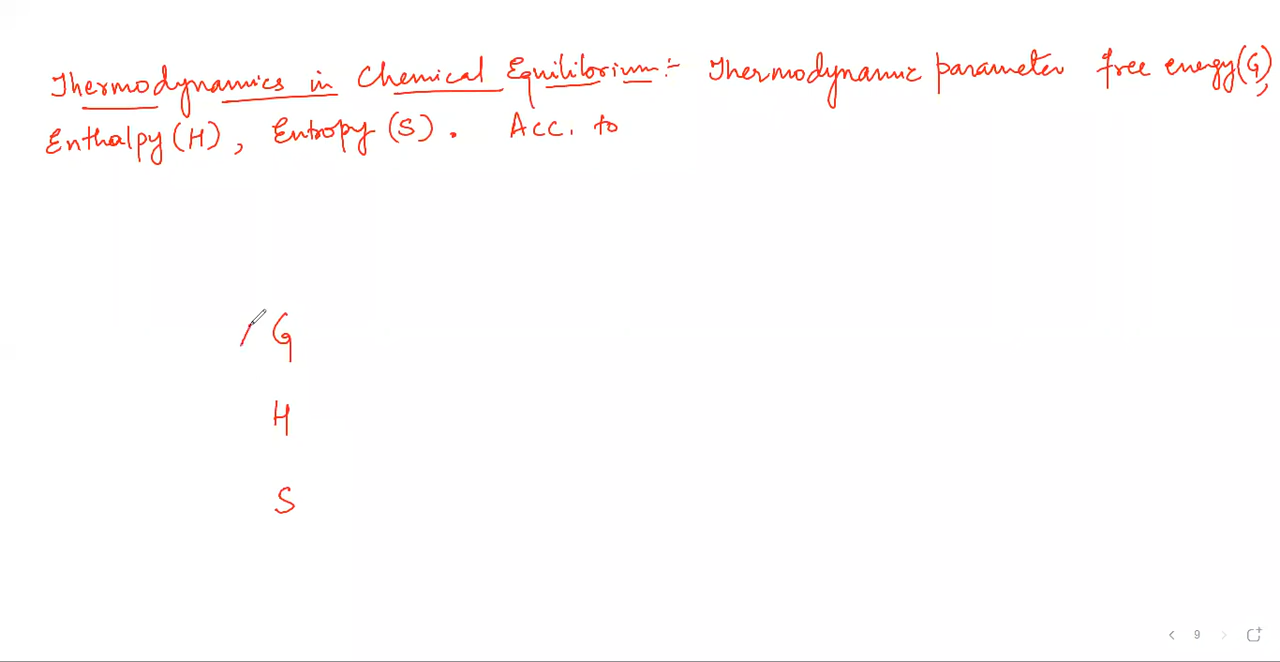 Thermodynamics in Chemical Equilibrium :- Thermodynamic parameter free energy (G),
Enthalpy (H), Entropy (S). Acc. to
G
H
S
9